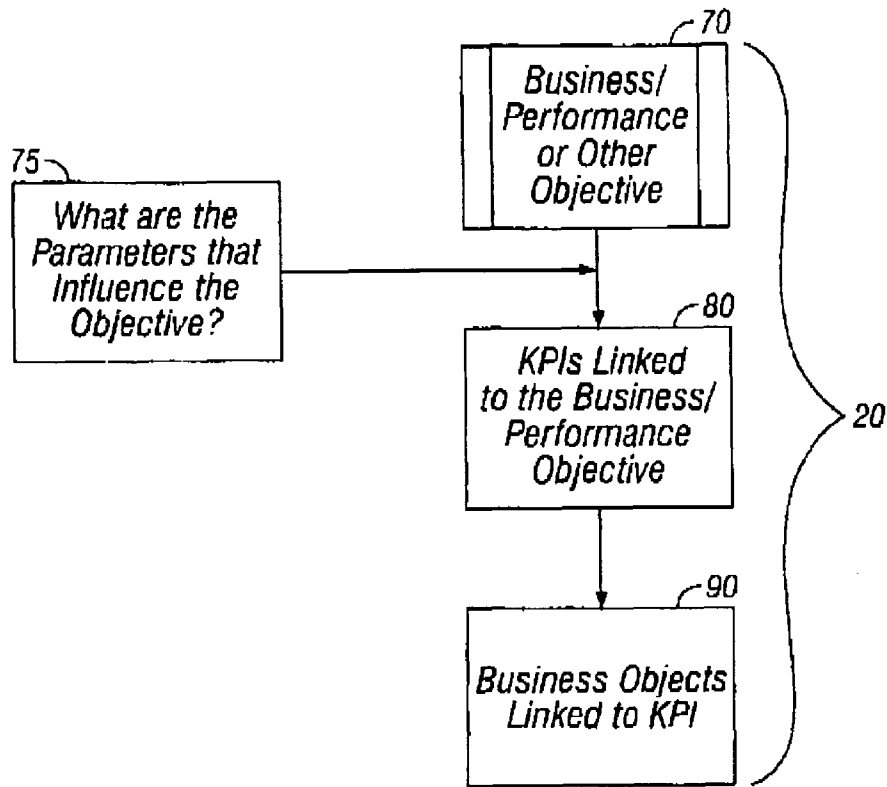 70
Business/
Performance
or Other
Objective
75
What are the
Parameters that
Influence the
Objective?
80
KPIs Linked
to the Business/
Performance
Objective
20
90
Business Objects
Linked to KPI